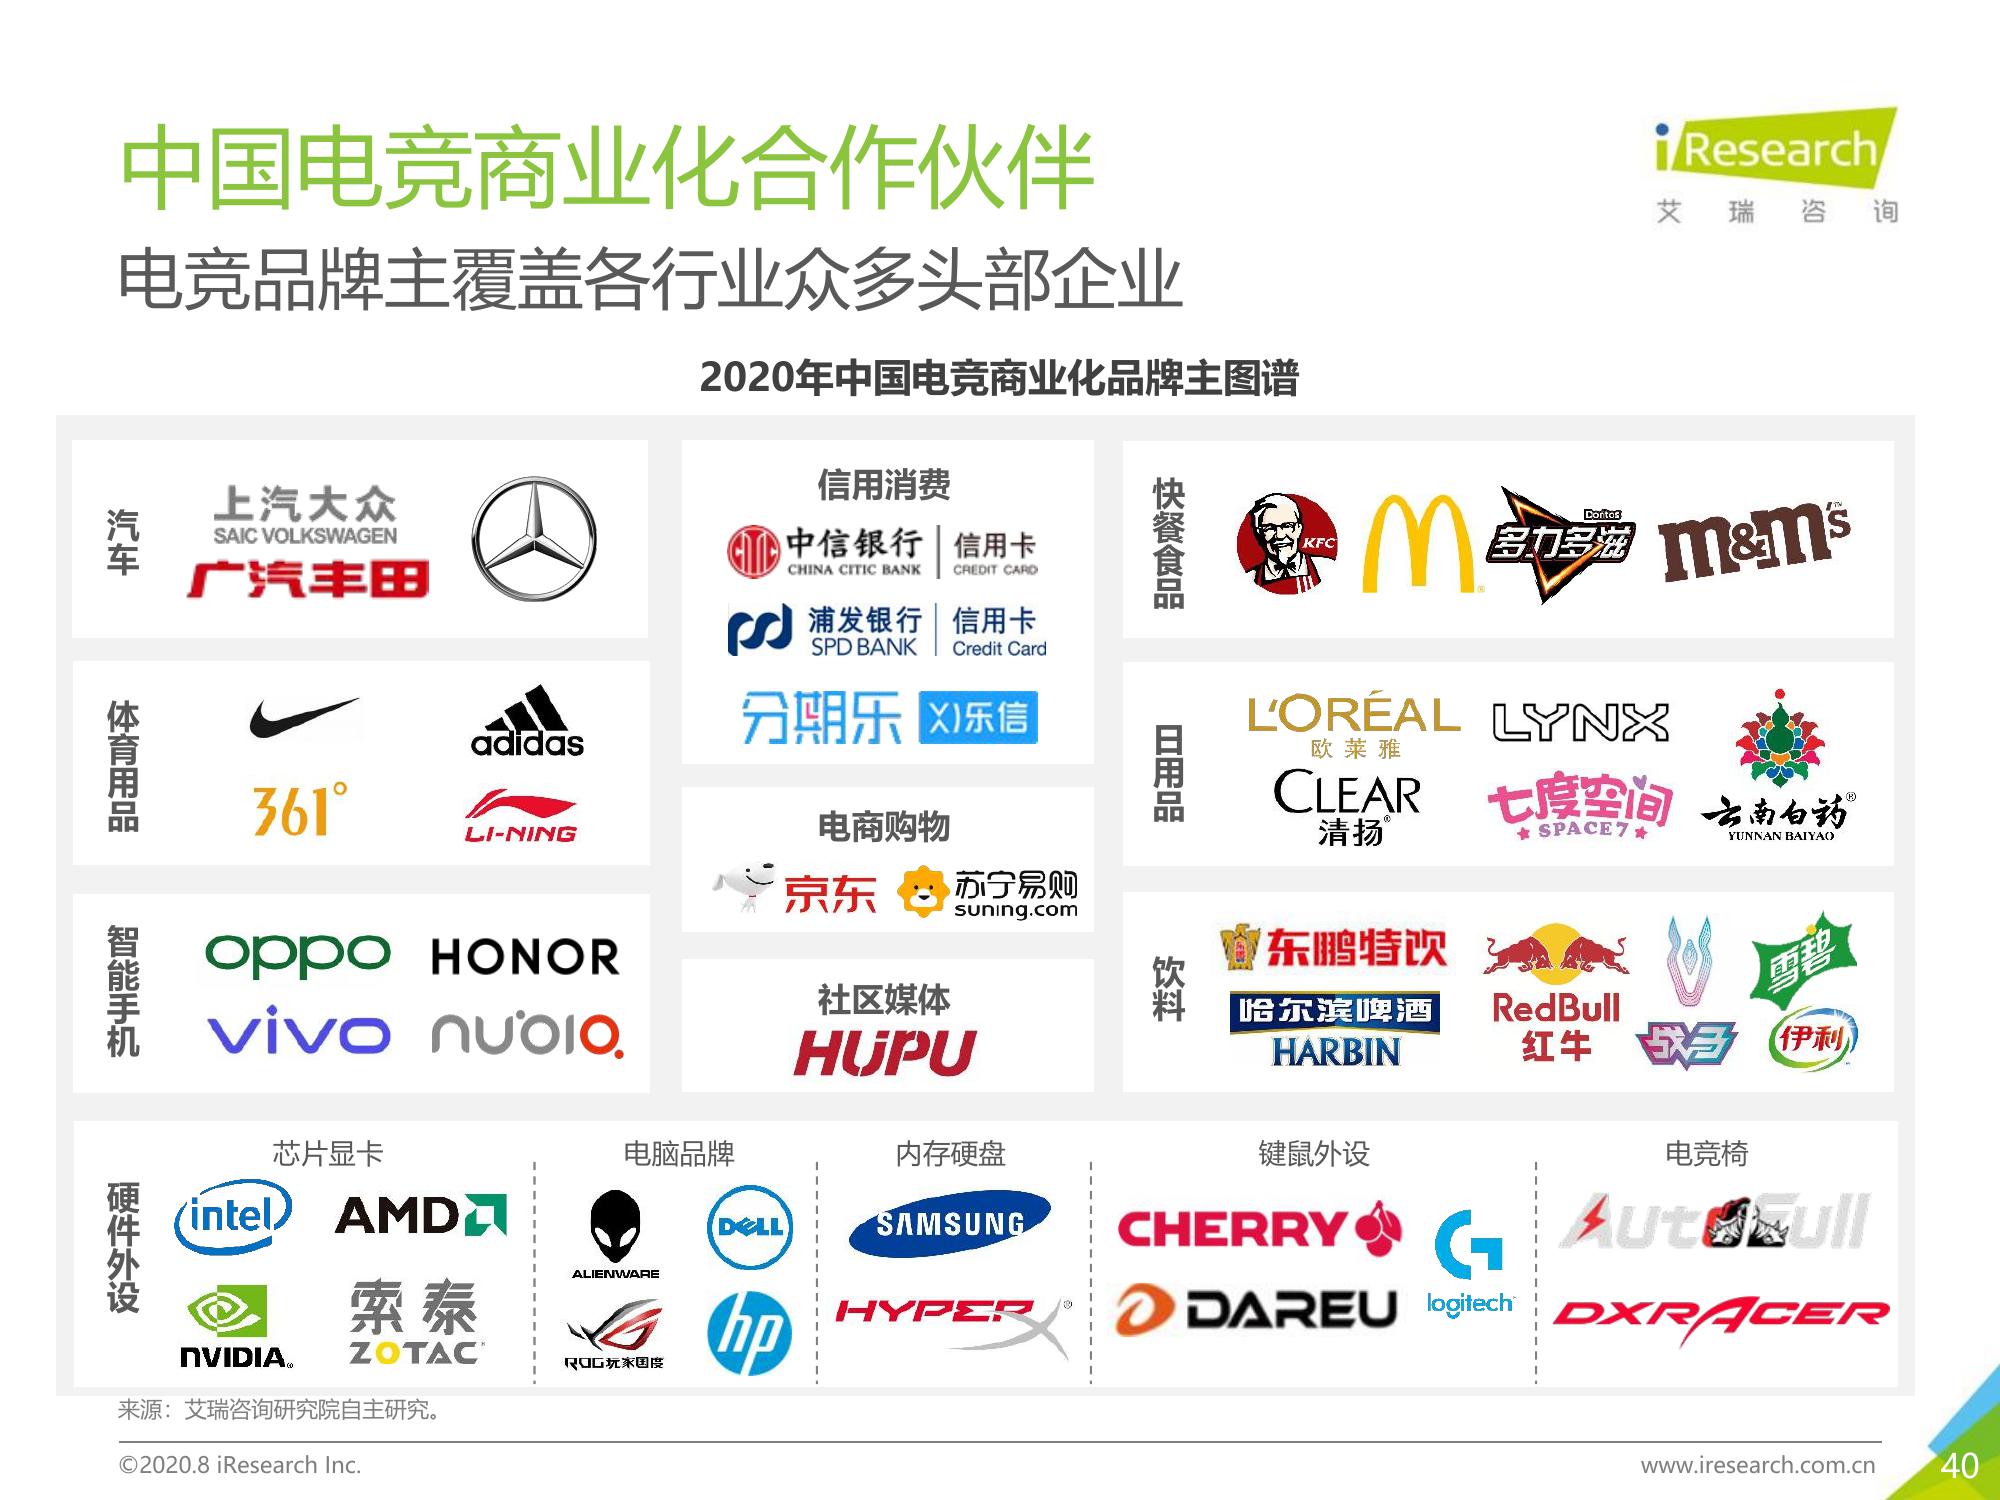 中国电竞商业化合作伙伴
iResearch
艾瑞咨询
电竞品牌主覆盖各行业众多头部企业
2020年中国电竞商业化品牌主图谱
汽车
上汽大众
SAIC VOLKSWAGEN
广汽丰田
体育用品
adidas
361°
LI-NING
智能手机
oppo
HONOR
vivo
nubia
信用消费
中信银行 信用卡
CHINA CITIC BANK CREDIT CARD
浦发银行 信用卡
SPD BANK Credit Card
分期乐 乐信
电商购物
京东
苏宁易购
suning.com
社区媒体
HUPU
快餐食品
KFC
Doritos
多力多滋
m&m's
日用品
L'ORÉAL
欧莱雅
LYNX
CLEAR
清扬
七度空间
SPACE7
云南白药
YUNNAN BAIYAO
饮料
东鹏特饮
哈尔滨啤酒
HARBIN
RedBull
红牛
战马
雪碧
伊利
硬件外设
芯片显卡
intel
AMD
NVIDIA
索泰
ZOTAC
电脑品牌
ALIENWARE
DELL
ROG玩家国度
hp
内存硬盘
SAMSUNG
HYPERX
键鼠外设
CHERRY
logitech
DAREU
电竞椅
AutoFull
DXRACER
来源：艾瑞咨询研究院自主研究。
©2020.8 iResearch Inc.
www.iresearch.com.cn
40